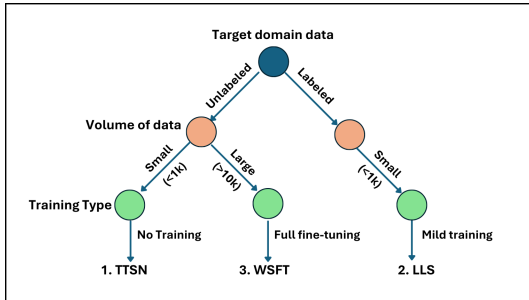 Target domain data
Unlabeled
Labeled
Volume of data
Small
(<1k)
Large
(>10k)
Small
(<1k)
Training Type
No Training
Full fine-tuning
Mild training
1. TTSN
3. WSFT
2. LLS